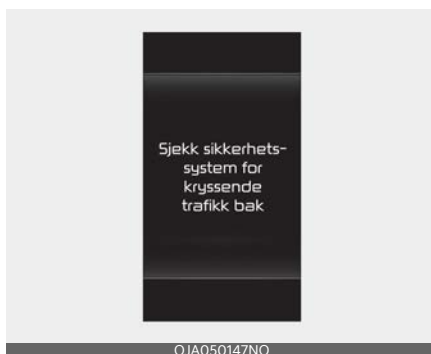 Sjekk sikkerhets-
system for
kryssende
trafikk bak
OJA050147NO